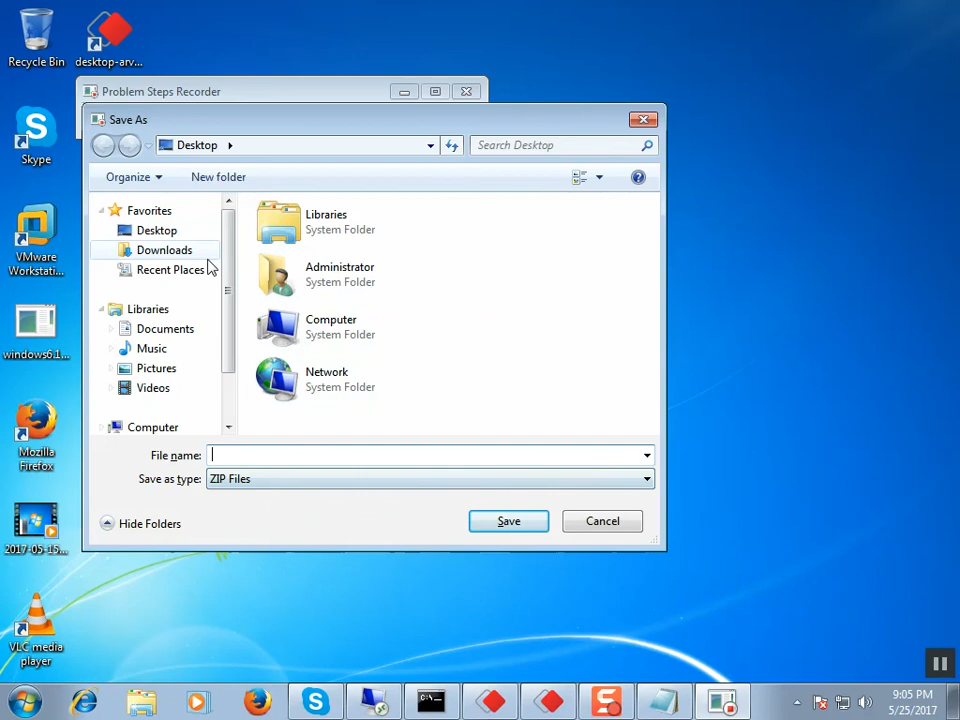 Recycle Bin
desktop-arv...
Skype
VMware
Workstati...
windows6.1...
Mozilla
Firefox
2017-05-15...
VLC media
player
Problem Steps Recorder
Save As
Desktop
Search Desktop
Organize
New folder
Favorites
Desktop
Downloads
Recent Places
Libraries
Documents
Music
Pictures
Videos
Computer
Libraries
System Folder
Administrator
System Folder
Computer
System Folder
Network
System Folder
File name:
Save as type: ZIP Files
Hide Folders
Save
Cancel
9:05 PM
5/25/2017